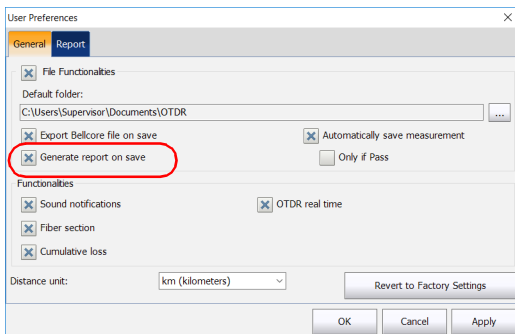 User Preferences
General Report
File Functionalities
Default folder:
C:\Users\Supervisor\Documents\OTDR
...
Export Bellcore file on save Automatically save measurement
Generate report on save Only if Pass
Functionalities
Sound notifications OTDR real time
Fiber section
Cumulative loss
Distance unit: km (kilometers) Revert to Factory Settings
OK Cancel Apply